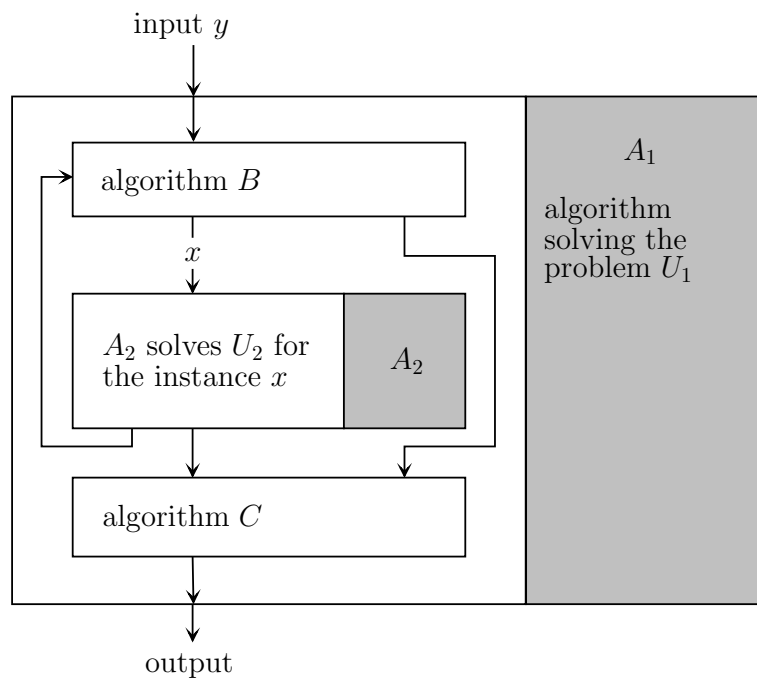 input y
algorithm B
A₁
algorithm
solving the
problem U₁
x
A₂ solves U₂ for
the instance x
A₂
algorithm C
output